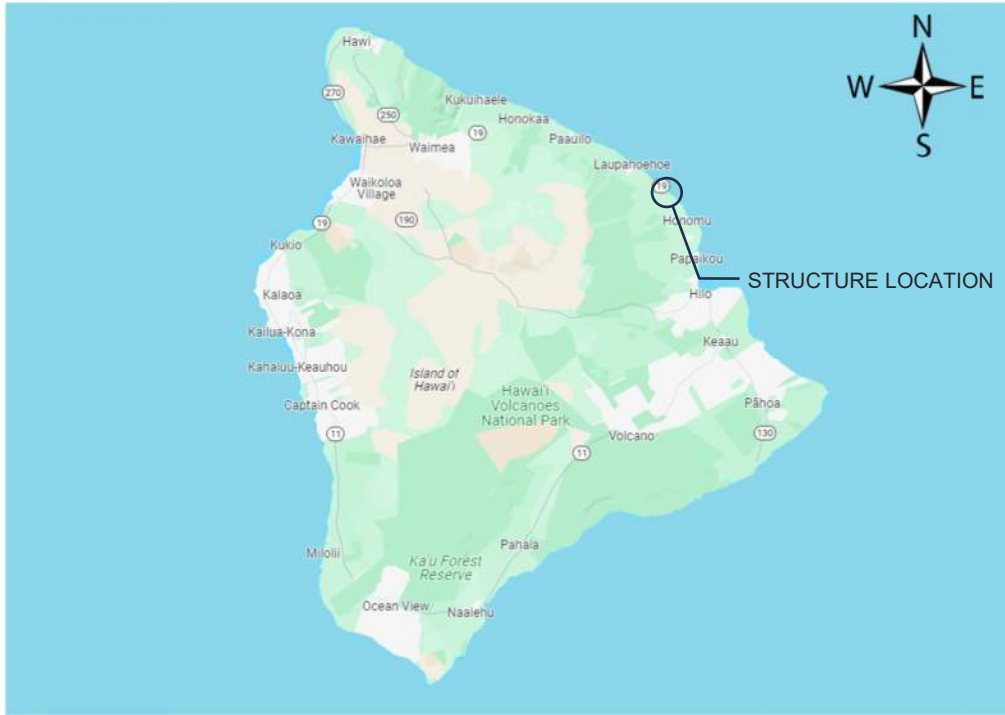 N
W
E
S
Hawi
270
250
Kukuihaele
19
Honokaa
Kawaihae
Waimea
Paauilo
Laupahoehoe
Waikoloa
Village
19
190
19
Honomu
Kukio
Papaikou
STRUCTURE LOCATION
Kalaoa
Hilo
Kailua-Kona
Keaau
Kahaluu-Keauhou
Island of
Hawai'i
Hawai'i
Volcanoes
National Park
Captain Cook
Pāhoa
11
Volcano
130
11
Pahala
Milolii
Ka'u Forest
Reserve
Ocean View
Naalehu